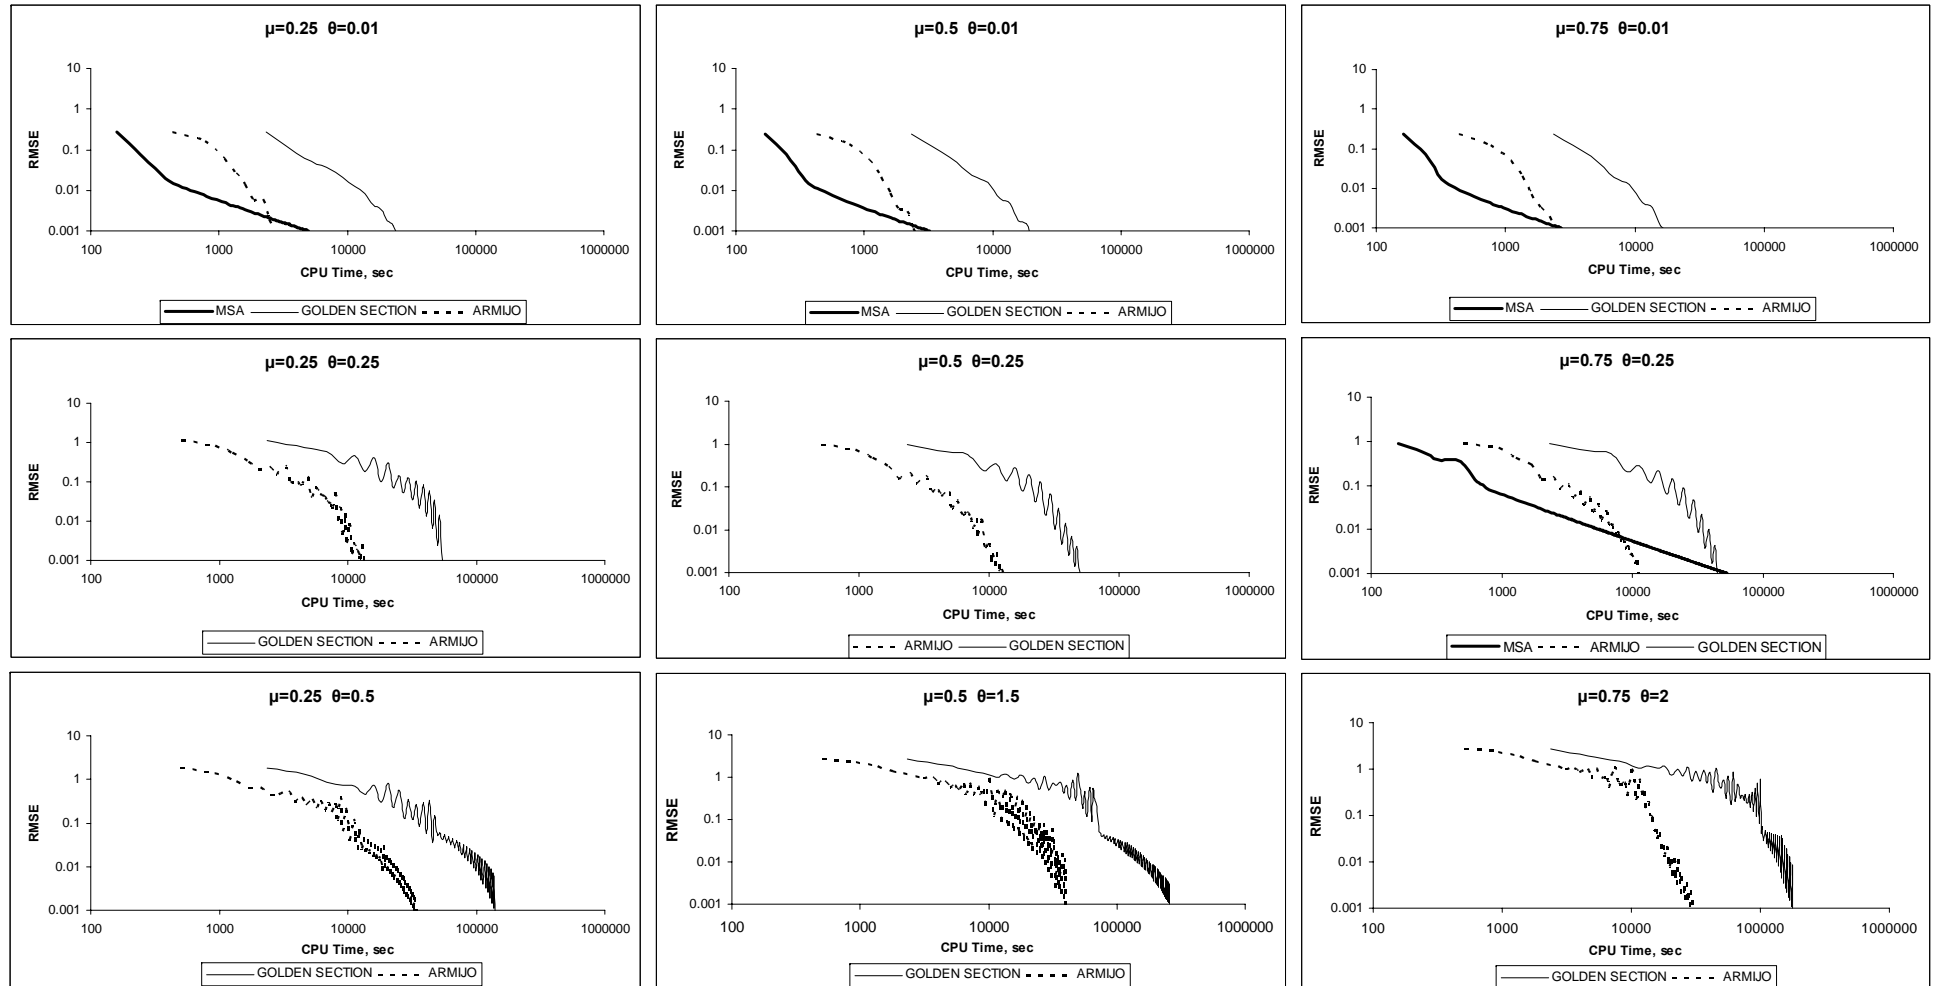 μ=0.25 θ=0.01
10
1
0.1
0.01
0.001
RMSE
100 1000 10000 100000 1000000
CPU Time, sec
MSA GOLDEN SECTION ARMIJO
μ=0.5 θ=0.01
10
1
0.1
0.01
0.001
RMSE
100 1000 10000 100000 1000000
CPU Time, sec
MSA GOLDEN SECTION ARMIJO
μ=0.75 θ=0.01
10
1
0.1
0.01
0.001
RMSE
100 1000 10000 100000 1000000
CPU Time, sec
MSA GOLDEN SECTION ARMIJO
μ=0.25 θ=0.25
10
1
0.1
0.01
0.001
RMSE
100 1000 10000 100000 1000000
CPU Time, sec
GOLDEN SECTION ARMIJO
μ=0.5 θ=0.25
10
1
0.1
0.01
0.001
RMSE
100 1000 10000 100000 1000000
CPU Time, sec
ARMIJO GOLDEN SECTION
μ=0.75 θ=0.25
10
1
0.1
0.01
0.001
RMSE
100 1000 10000 100000 1000000
CPU Time, sec
MSA ARMIJO GOLDEN SECTION
μ=0.25 θ=0.5
10
1
0.1
0.01
0.001
RMSE
100 1000 10000 100000 1000000
CPU Time, sec
GOLDEN SECTION ARMIJO
μ=0.5 θ=1.5
10
1
0.1
0.01
0.001
RMSE
100 1000 10000 100000 1000000
CPU Time, sec
GOLDEN SECTION ARMIJO
μ=0.75 θ=2
10
1
0.1
0.01
0.001
RMSE
100 1000 10000 100000 1000000
CPU Time, sec
GOLDEN SECTION ARMIJO